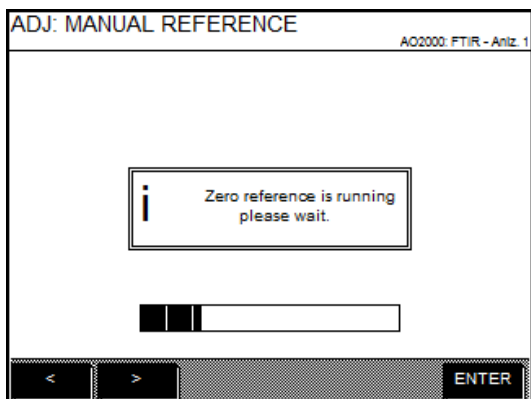 ADJ: MANUAL REFERENCE
AO2000: FTIR - Anlz. 1
i
Zero reference is running
please wait.
< > ENTER